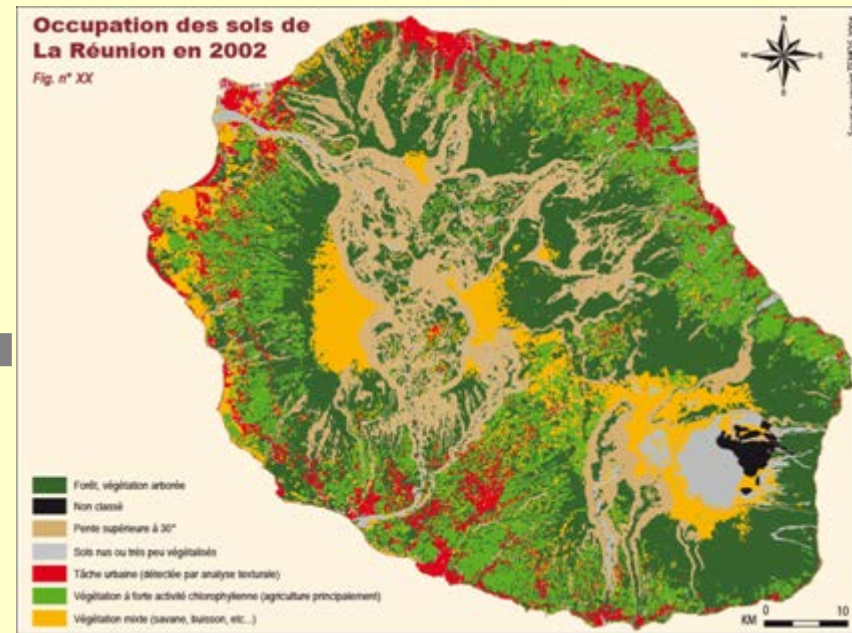 Occupation des sols de
La Réunion en 2002
Fig. n° XX
N
S
Forêt, végétation arborée
Non classé
Pente supérieure à 30°
Sols nus ou très peu végétalisés
Tâche urbaine (détectée par analyse texturale)
Végétation à forte activité chlorophylienne (agriculture principalement)
Végétation mixte (savane, buisson, etc...)
KM 0 10